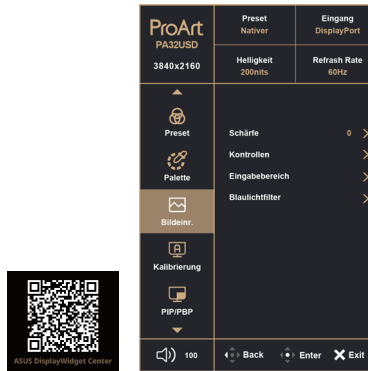 ProArt
PA32USD
3840x2160
Preset
Nativer
Eingang
DisplayPort
Helligkeit
200nits
Refrash Rate
60Hz
Preset
Palette
Bildeinr.
Kalibrierung
PIP/PBP
Schärfe 0
Kontrollen
Eingabebereich
Blaulichtfilter
100
Back
Enter
Exit
ASUS DisplayWidget Center